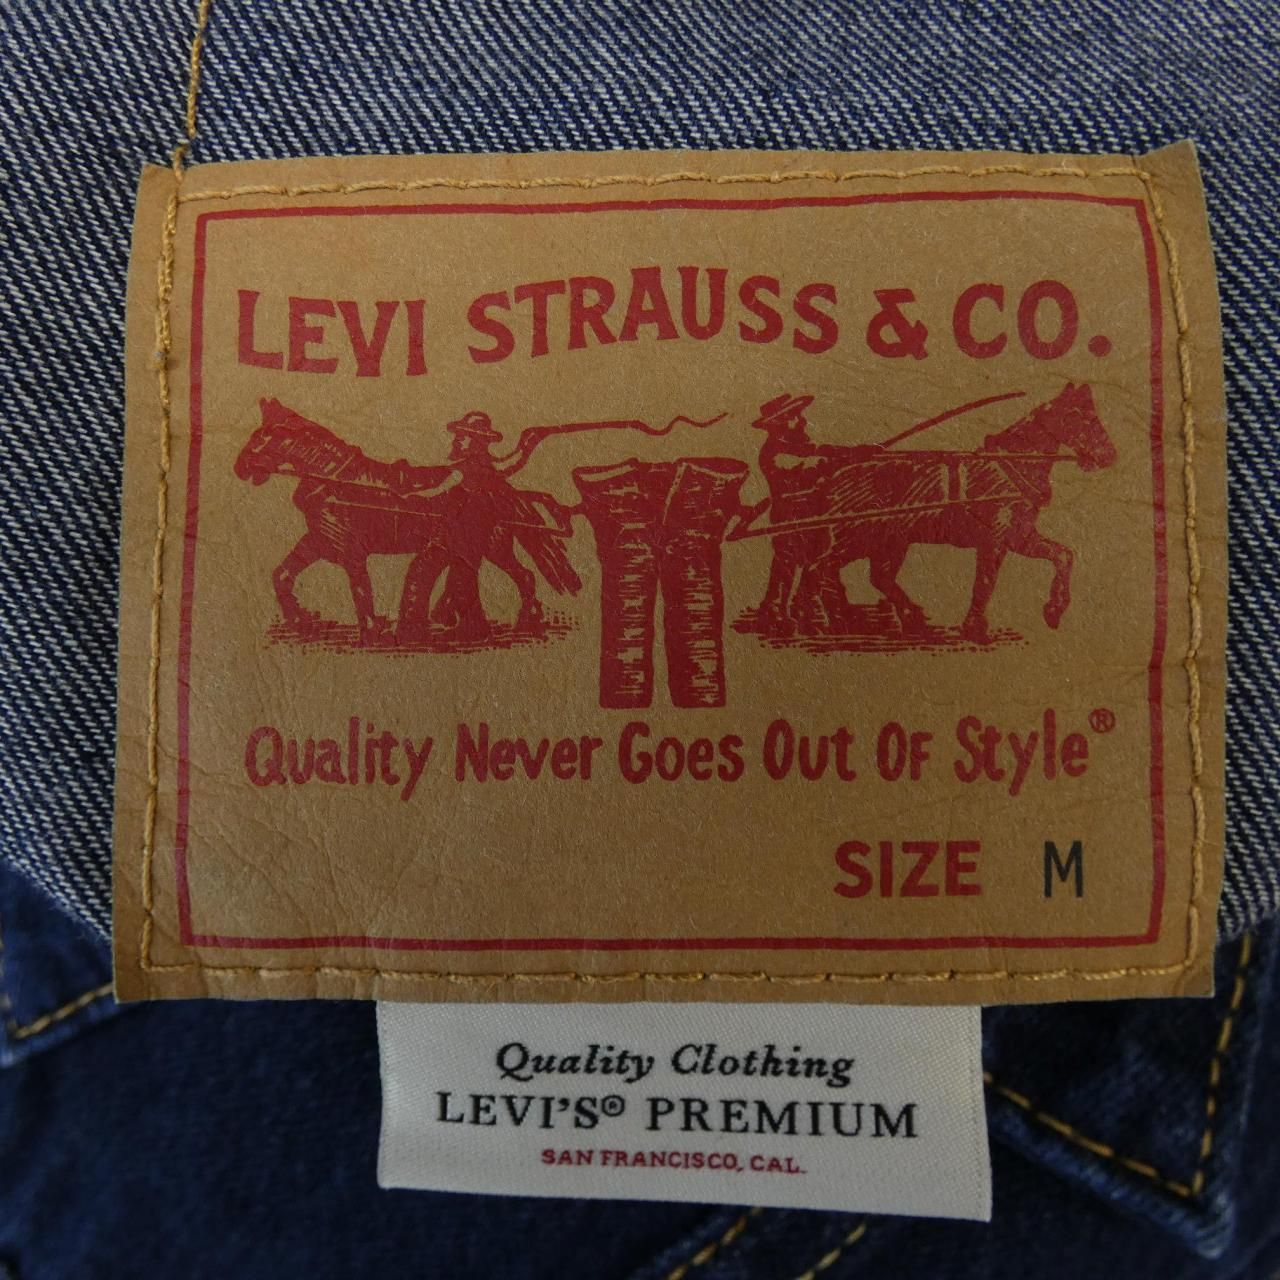 LEVI STRAUSS & CO.
Quality Never Goes Out Of Style®
SIZE M
Quality Clothing
LEVI'S® PREMIUM
SAN FRANCISCO, CAL.